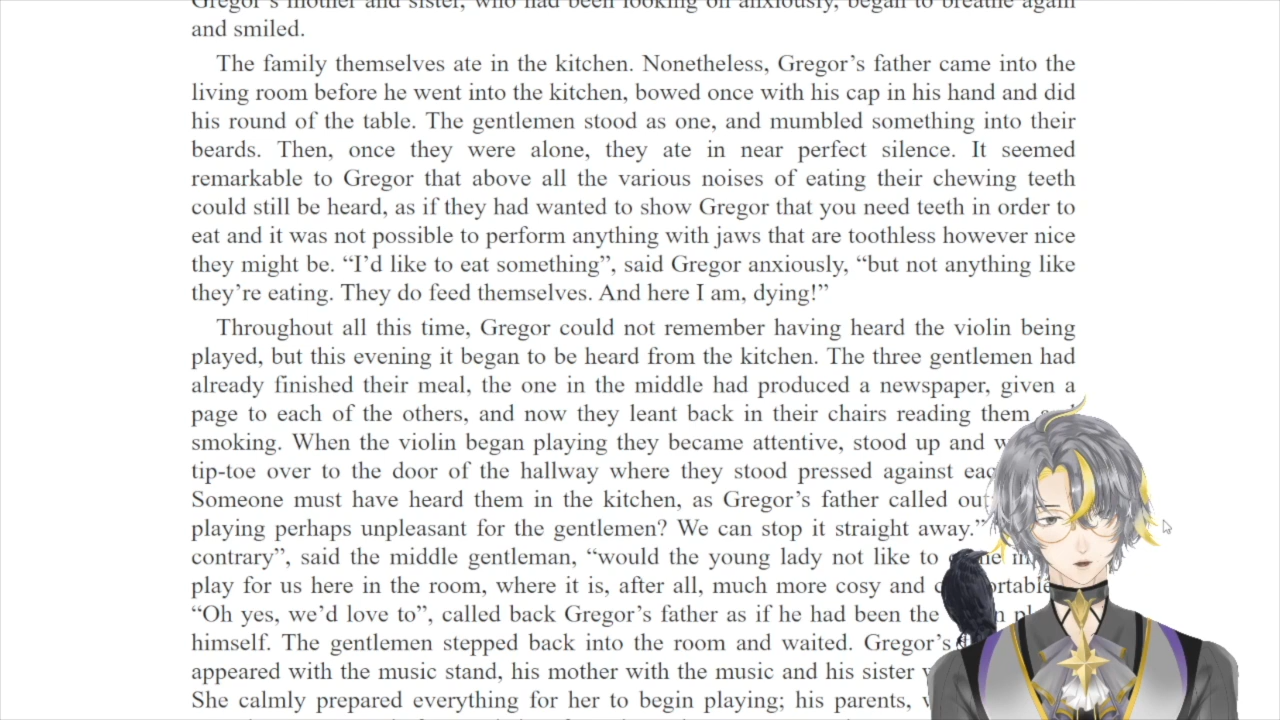 Gregor’s mother and sister, who had been looking on anxiously, began to breathe again
and smiled.
The family themselves ate in the kitchen. Nonetheless, Gregor’s father came into the
living room before he went into the kitchen, bowed once with his cap in his hand and did
his round of the table. The gentlemen stood as one, and mumbled something into their
beards. Then, once they were alone, they ate in near perfect silence. It seemed
remarkable to Gregor that above all the various noises of eating their chewing teeth
could still be heard, as if they had wanted to show Gregor that you need teeth in order to
eat and it was not possible to perform anything with jaws that are toothless however nice
they might be. “I’d like to eat something”, said Gregor anxiously, “but not anything like
they’re eating. They do feed themselves. And here I am, dying!”
Throughout all this time, Gregor could not remember having heard the violin being
played, but this evening it began to be heard from the kitchen. The three gentlemen had
already finished their meal, the one in the middle had produced a newspaper, given a
page to each of the others, and now they leant back in their chairs reading them
smoking. When the violin began playing they became attentive, stood up and
tip-toe over to the door of the hallway where they stood pressed against
Someone must have heard them in the kitchen, as Gregor’s father called
playing perhaps unpleasant for the gentlemen? We can stop it straight away.”
contrary”, said the middle gentleman, “would the young lady not like to
play for us here in the room, where it is, after all, much more cosy and
“Oh yes, we’d love to”, called back Gregor’s father as if he had been the
himself. The gentlemen stepped back into the room and waited. Gregor’s
appeared with the music stand, his mother with the music and his sister
She calmly prepared everything for her to begin playing; his parents,